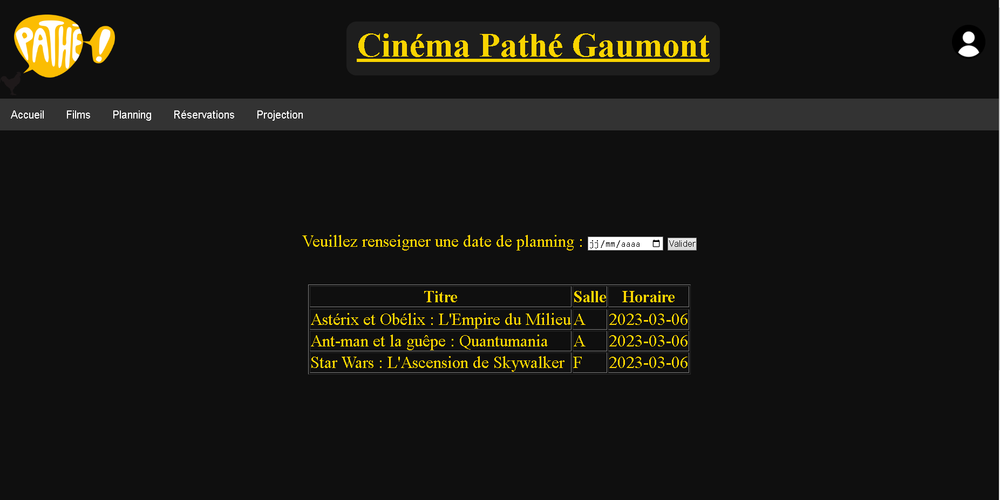 PATHÉ!
Cinéma Pathé Gaumont
Accueil Films Planning Réservations Projection
Veuillez renseigner une date de planning : jj/mm/aaaa Valider
Titre Salle Horaire
Astérix et Obélix : L'Empire du Milieu A 2023-03-06
Ant-man et la guêpe : Quantumania A 2023-03-06
Star Wars : L'Ascension de Skywalker F 2023-03-06